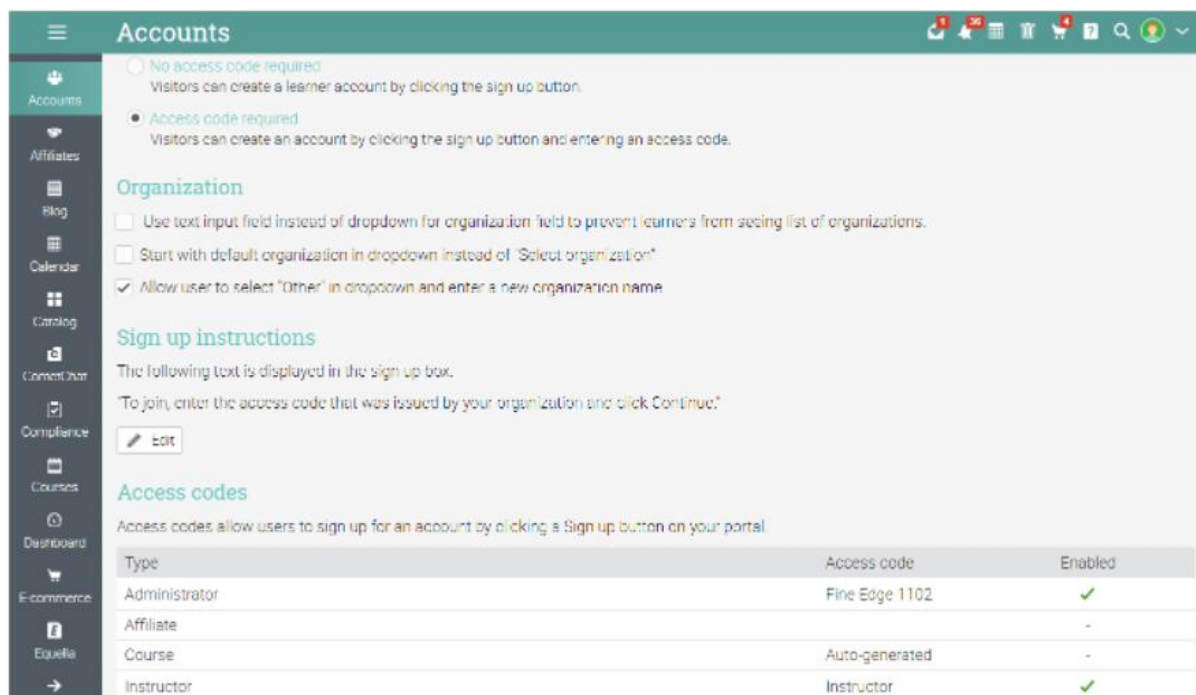 Accounts
1
36
4
?
Accounts
Affiliates
Blog
Calendar
Catalog
CometChat
Compliance
Courses
Dashboard
E-commerce
Equella
No access code required
Visitors can create a learner account by clicking the sign up button.
Access code required
Visitors can create an account by clicking the sign up button and entering an access code.
Organization
Use text input field instead of dropdown for organization field to prevent learners from seeing list of organizations.
Start with default organization in dropdown instead of "Select organization"
Allow user to select "Other" in dropdown and enter a new organization name
Sign up instructions
The following text is displayed in the sign up box.
"To join, enter the access code that was issued by your organization and click Continue."
Edit
Access codes
Access codes allow users to sign up for an account by clicking a Sign up button on your portal.
Type Access code Enabled
Administrator Fine Edge 1102
Affiliate -
Course Auto-generated -
Instructor Instructor